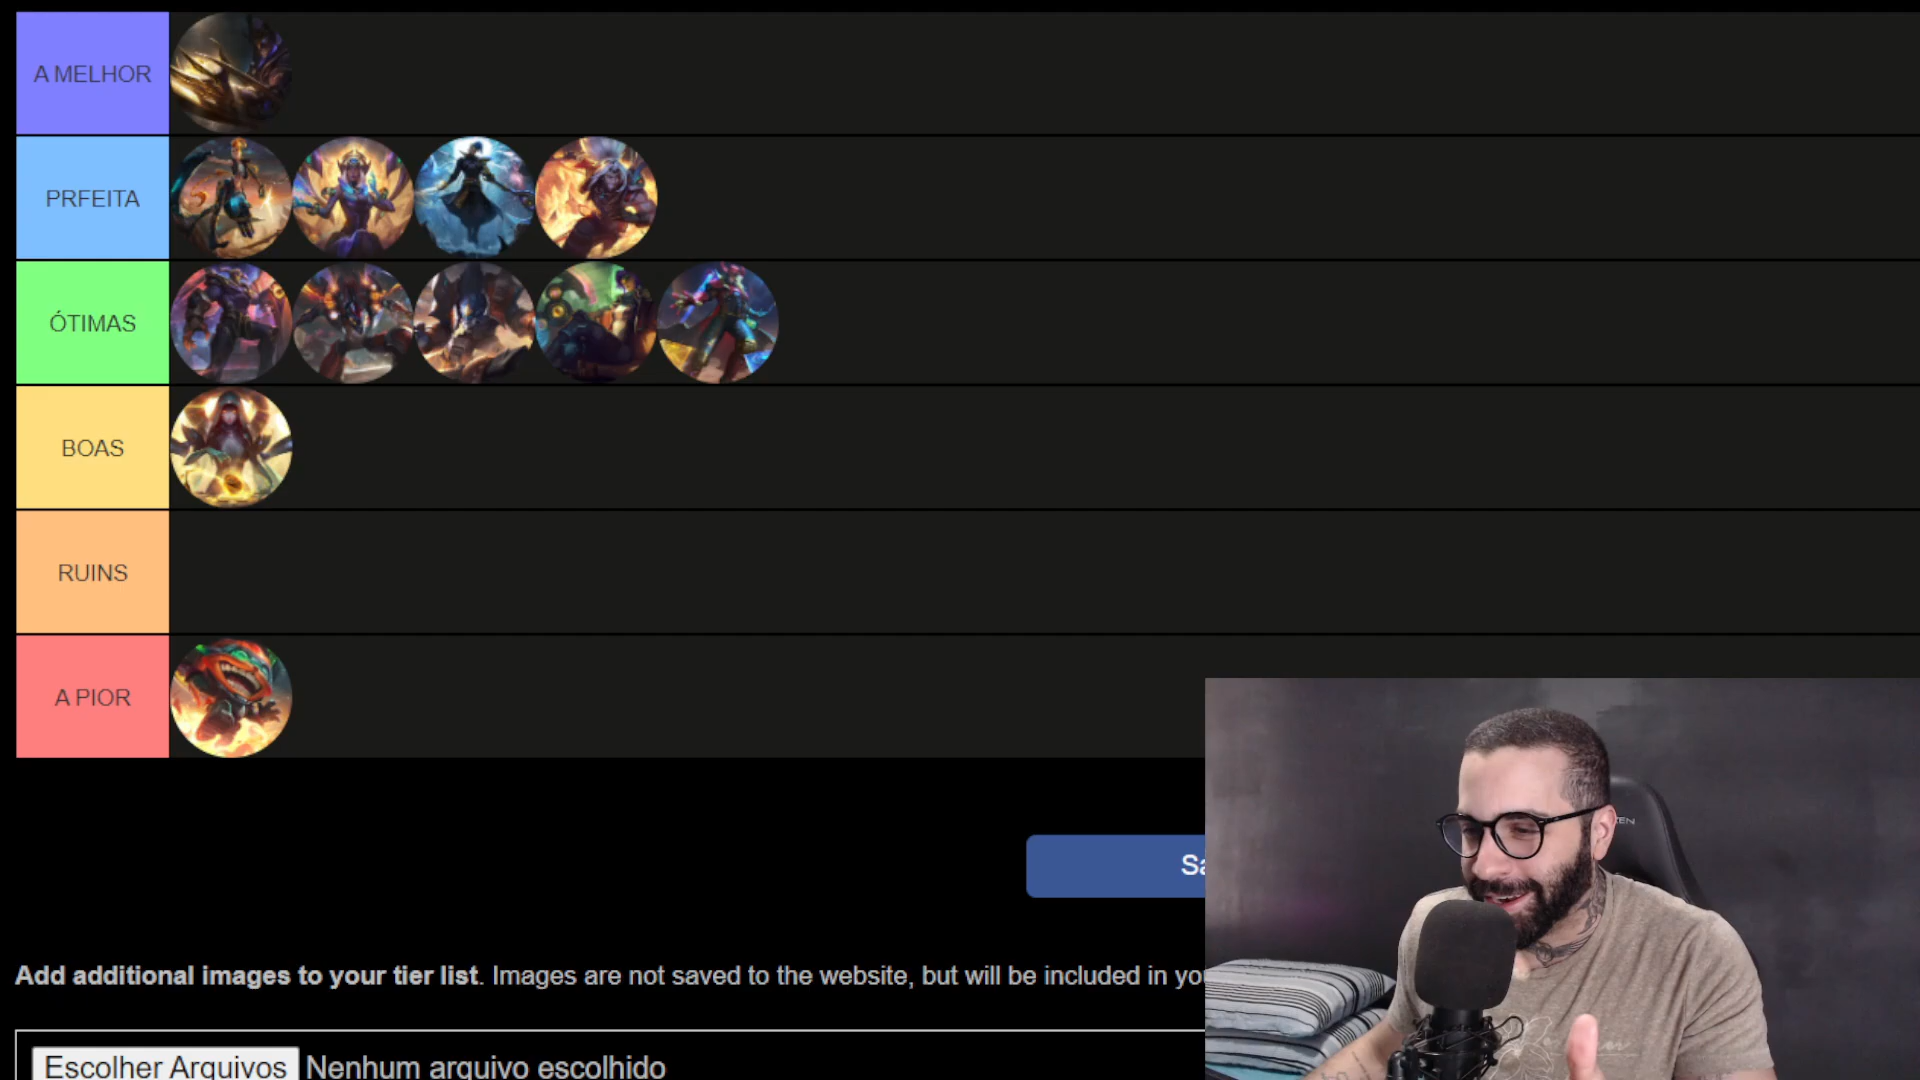 A MELHOR
PRFEITA
ÓTIMAS
BOAS
RUINS
A PIOR
Sa
Add additional images to your tier list. Images are not saved to the website, but will be included in yo
Escolher Arquivos Nenhum arquivo escolhido